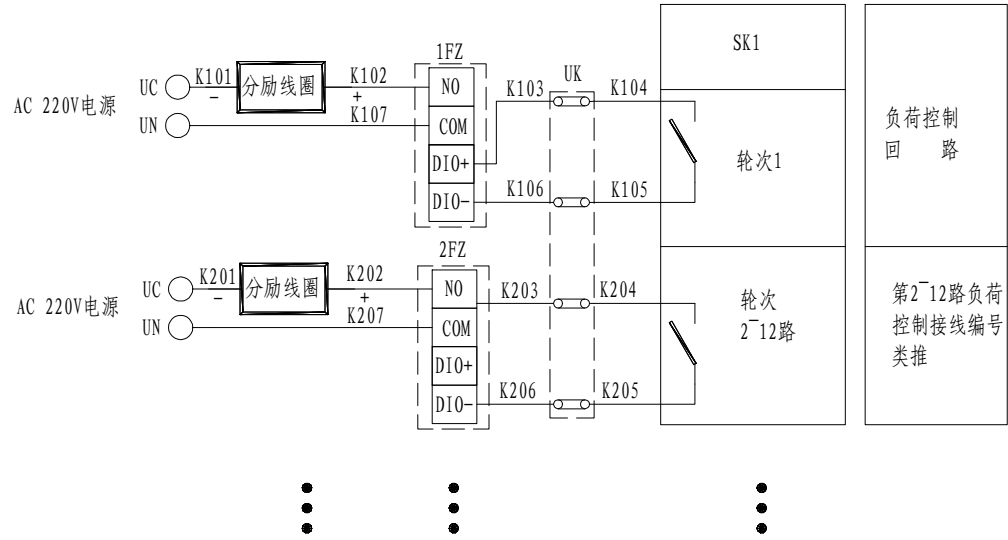 SK1
1FZ
UK
UC
K101
-
分励线圈
K102
+
NO
K103
K104
AC 220V电源
UN
K107
COM
DIO+
轮次1
负荷控制
回 路
DIO-
K106
K105
2FZ
UC
K201
-
分励线圈
K202
+
NO
K203
K204
轮次
2~12路
第2~12路负荷
控制接线编号
类推
AC 220V电源
UN
K207
COM
DIO+
DIO-
K206
K205